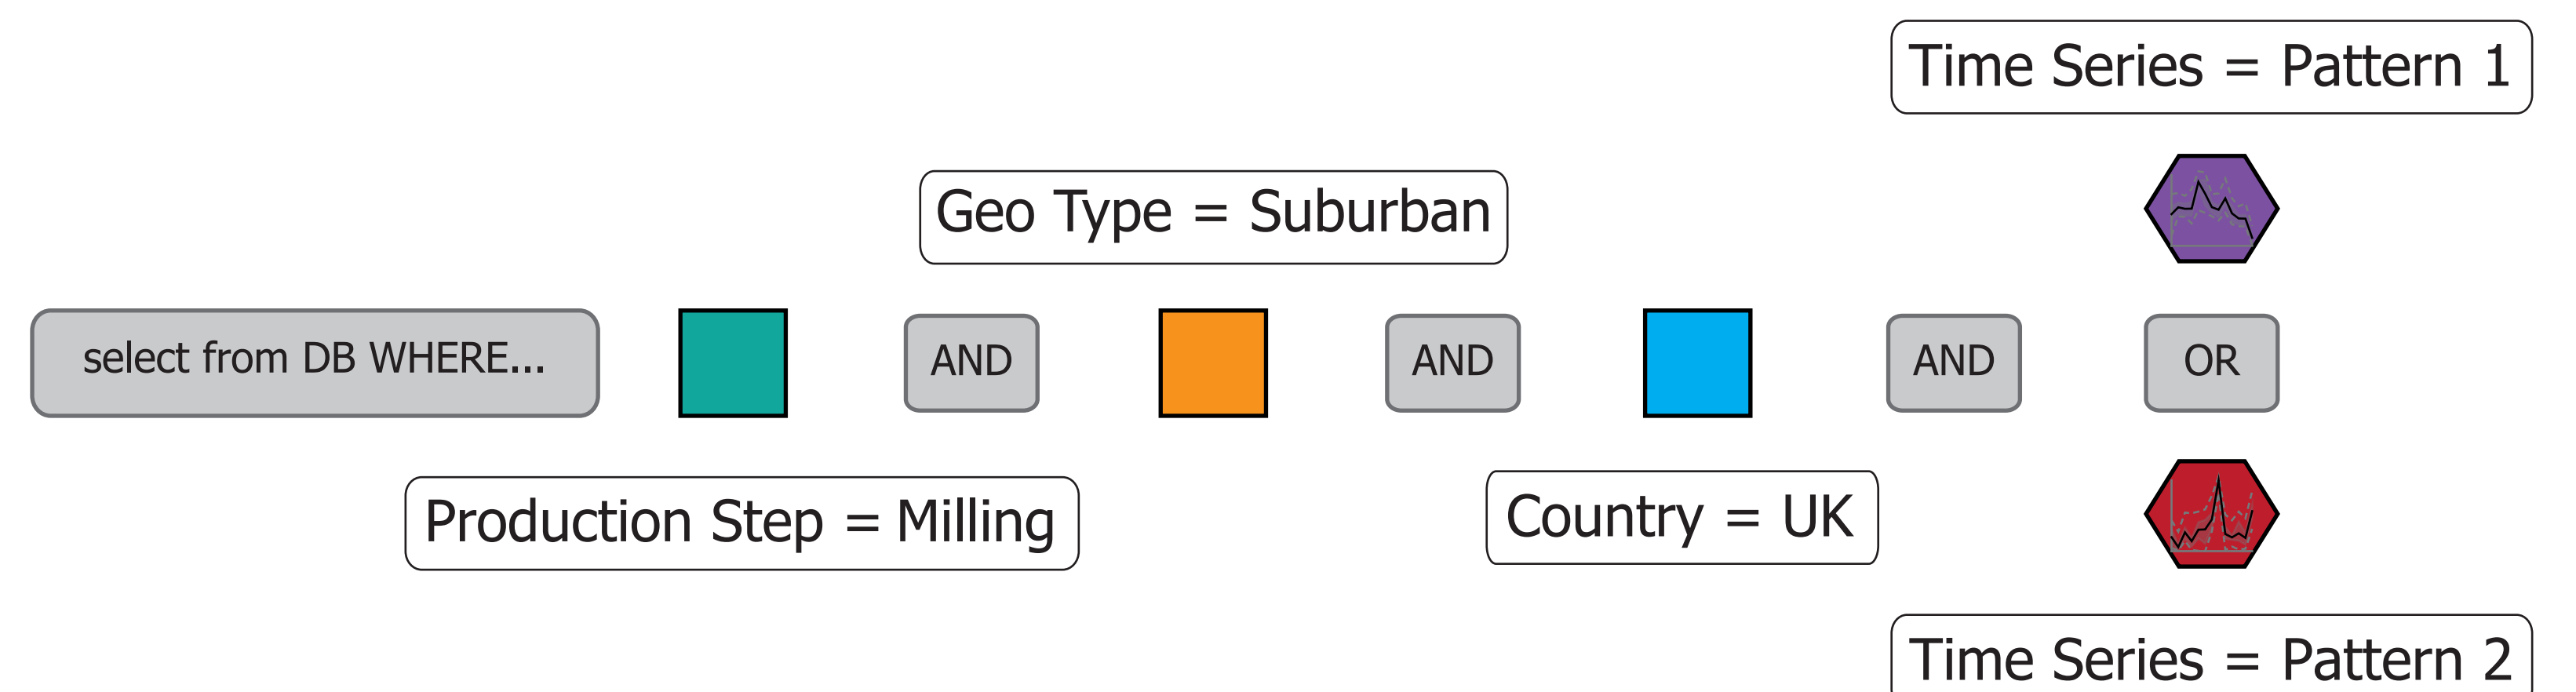 Time Series = Pattern 1
Geo Type = Suburban
select from DB WHERE...
AND
AND
AND
OR
Production Step = Milling
Country = UK
Time Series = Pattern 2